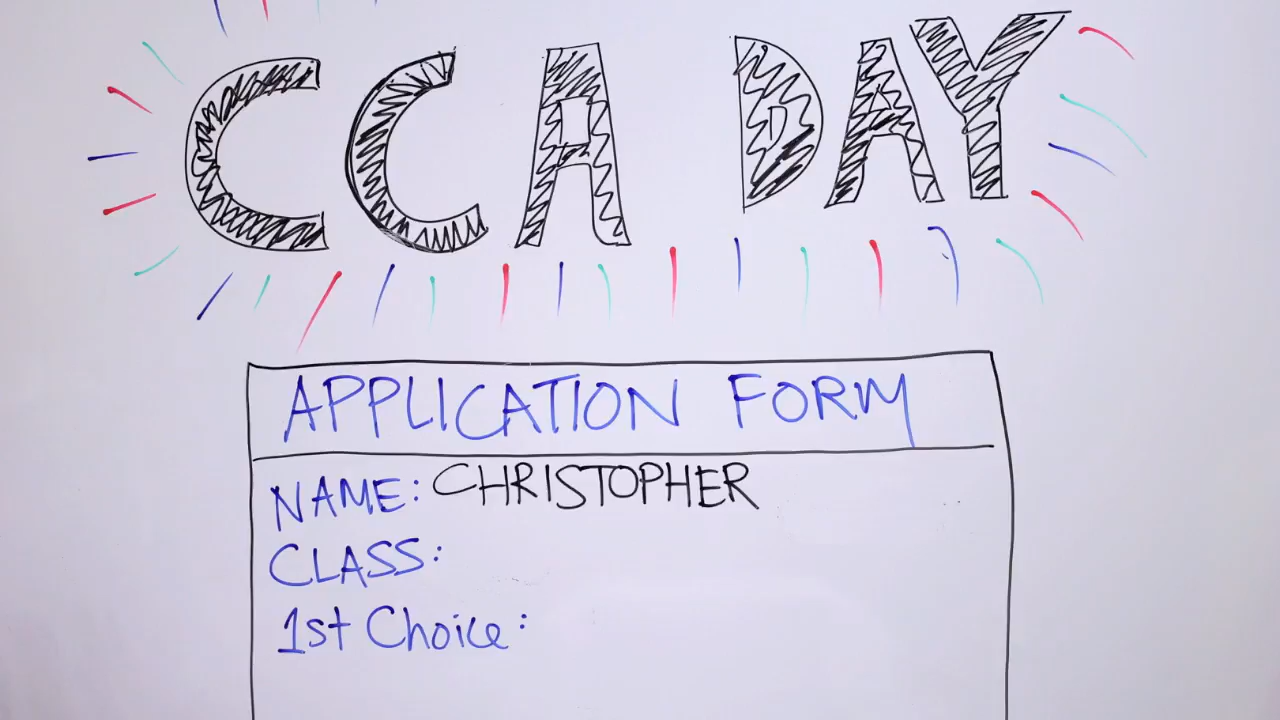 CCA DAY
APPLICATION FORM
NAME: CHRISTOPHER
CLASS:
1st Choice: